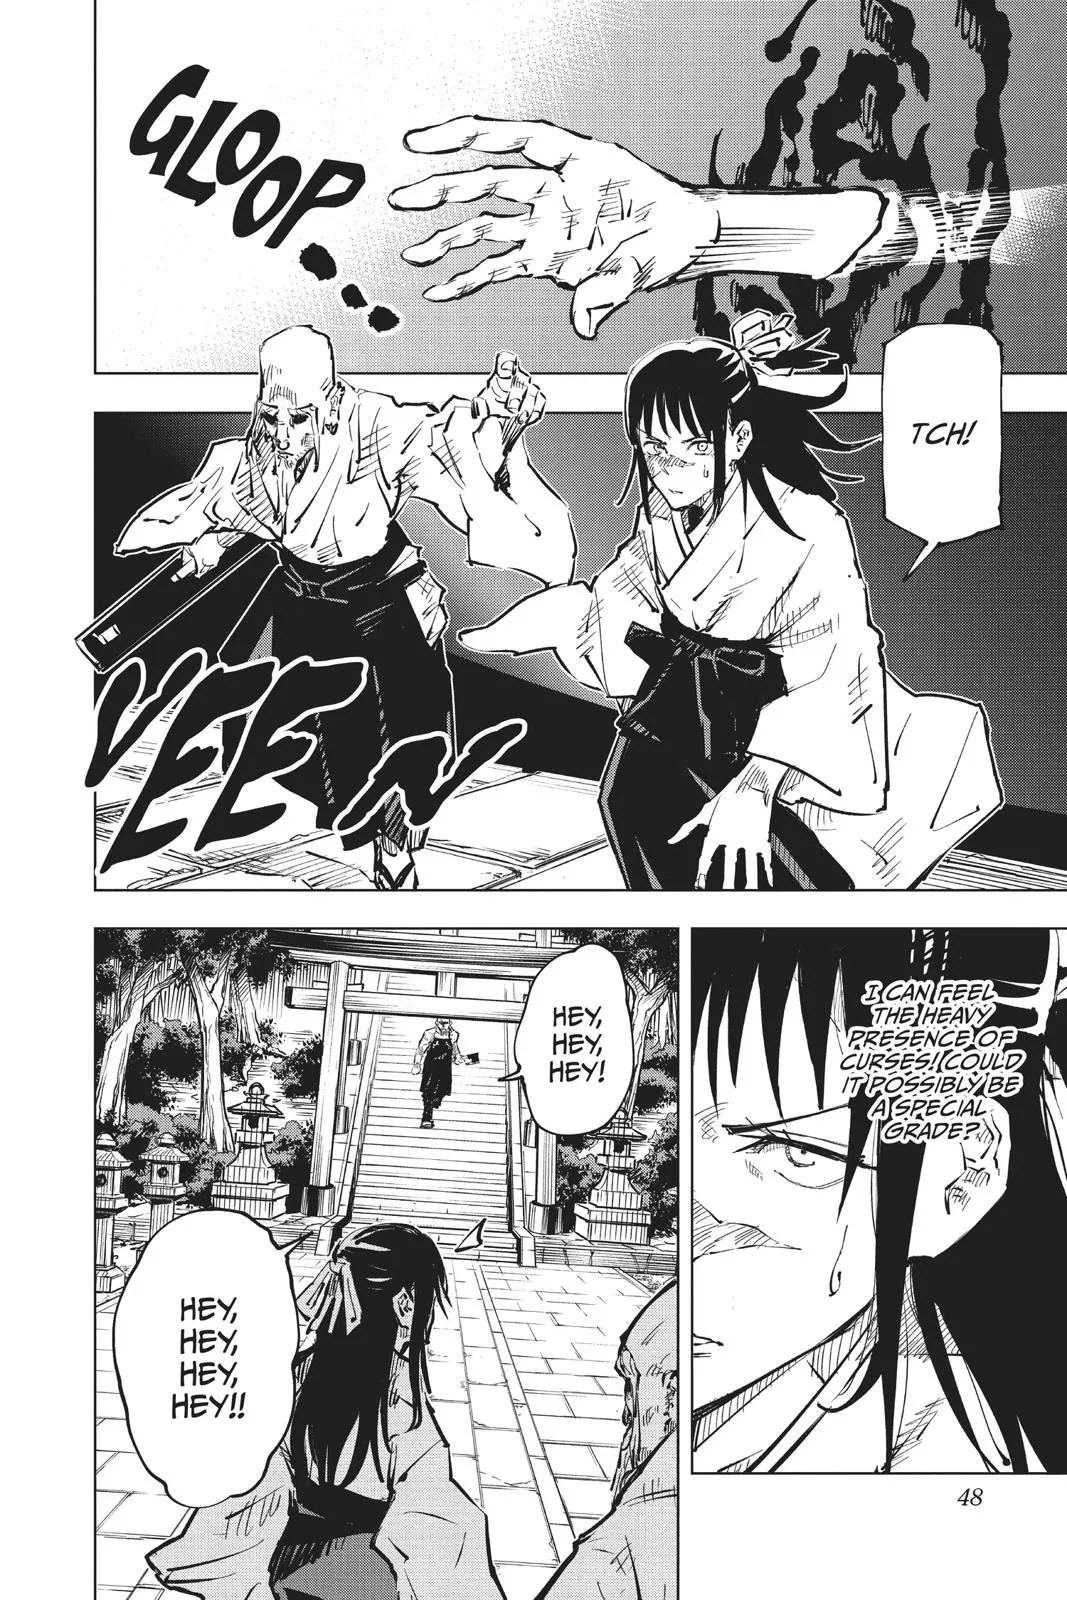 GLOOP
TCH!
VEEEN
I CAN FEEL
THE HEAVY
PRESENCE OF
CURSES! COULD
IT POSSIBLY BE
A SPECIAL
GRADE?
HEY,
HEY,
HEY!
HEY,
HEY,
HEY,
HEY!!
48